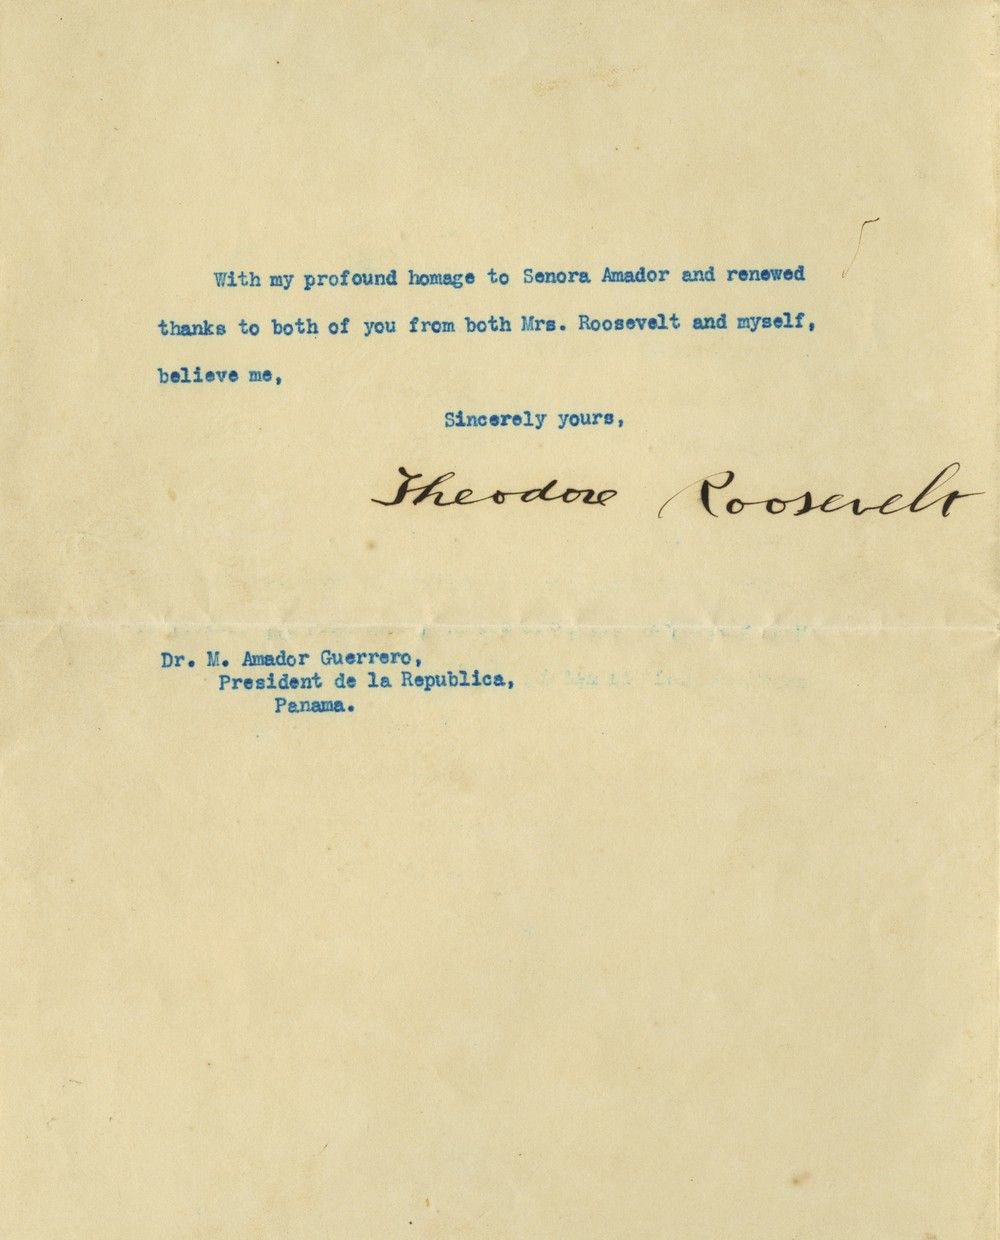 With my profound homage to Senora Amador and renewed
thanks to both of you from both Mrs. Roosevelt and myself,
believe me,
Sincerely yours,
Theodore Roosevelt
Dr. M. Amador Guerrero,
President de la Republica,
Panama.